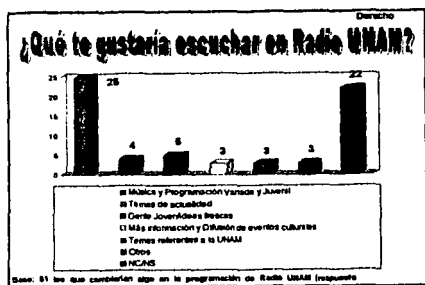 Derecho
¿Qué te gustaría escuchar en Radio UNAM?
25
20
15
10
5
0
25
4
5
3
3
3
22
Música y Programación Variada y Juvenil
Temas de actualidad
Gente Joven/Ideas frescas
Más información y Difusión de eventos culturales
Temas referentes a la UNAM
Otros
NC/NS
Base: 51 los que cambiarían algo en la programación de Radio UNAM (respuesta